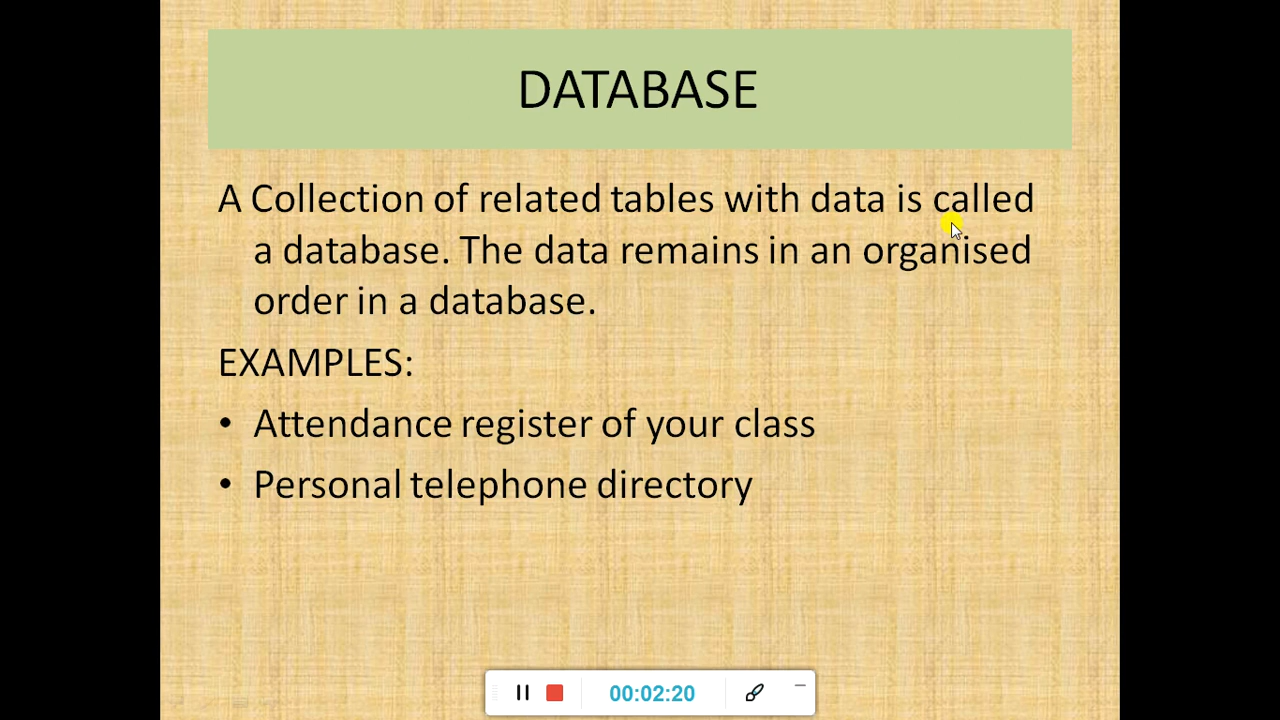 DATABASE
A Collection of related tables with data is called
a database. The data remains in an organised
order in a database.
EXAMPLES:
• Attendance register of your class
• Personal telephone directory
00:02:20